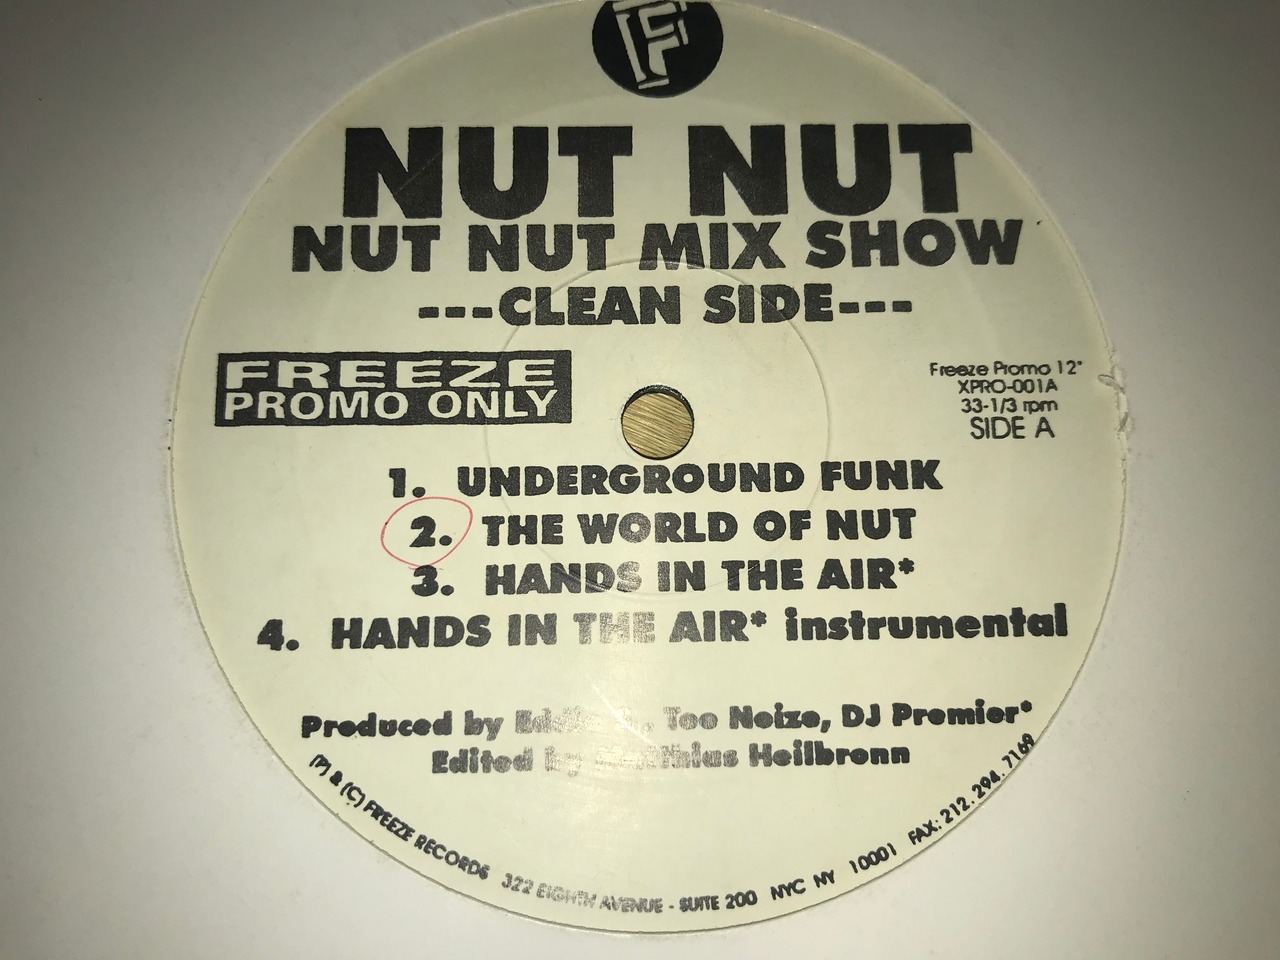 F
NUT NUT
NUT NUT MIX SHOW
---CLEAN SIDE---
FREEZE
PROMO ONLY
Freeze Promo 12"
XPRO-001A
33-1/3 rpm
SIDE A
1. UNDERGROUND FUNK
2. THE WORLD OF NUT
3. HANDS IN THE AIR*
4. HANDS IN THE AIR* instrumental
Produced by Too Noize, DJ Premier*
Edited by Heilbronn
(P) & (C) FREEZE RECORDS 322 EIGHTH AVENUE - SUITE 200 NYC NY 10001 FAX: 212. 294. 7169